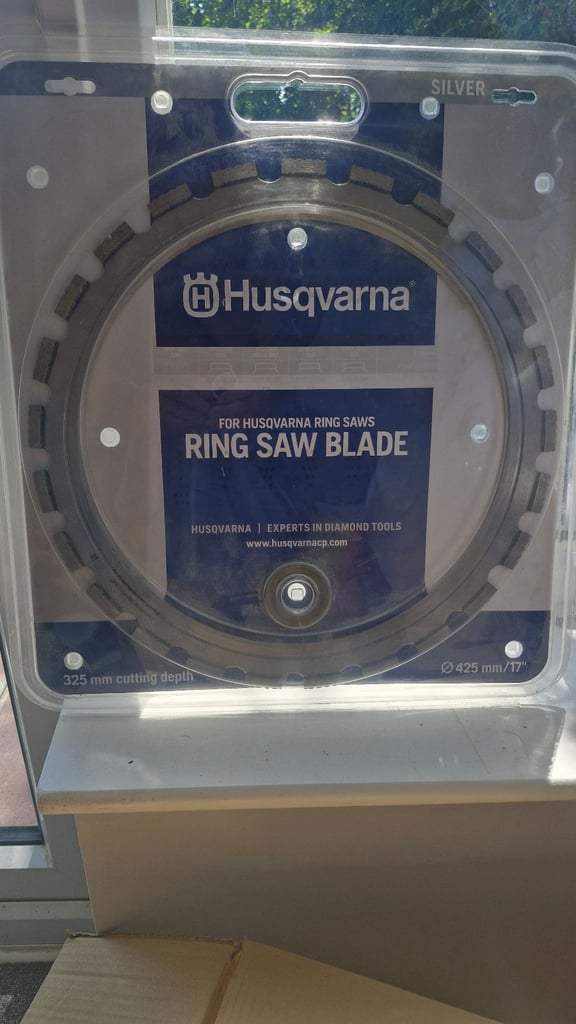 SILVER
Husqvarna®
FOR HUSQVARNA RING SAWS
RING SAW BLADE
HUSQVARNA | EXPERTS IN DIAMOND TOOLS
www.husqvarnacp.com
325 mm cutting depth
Ø 425 mm/17"